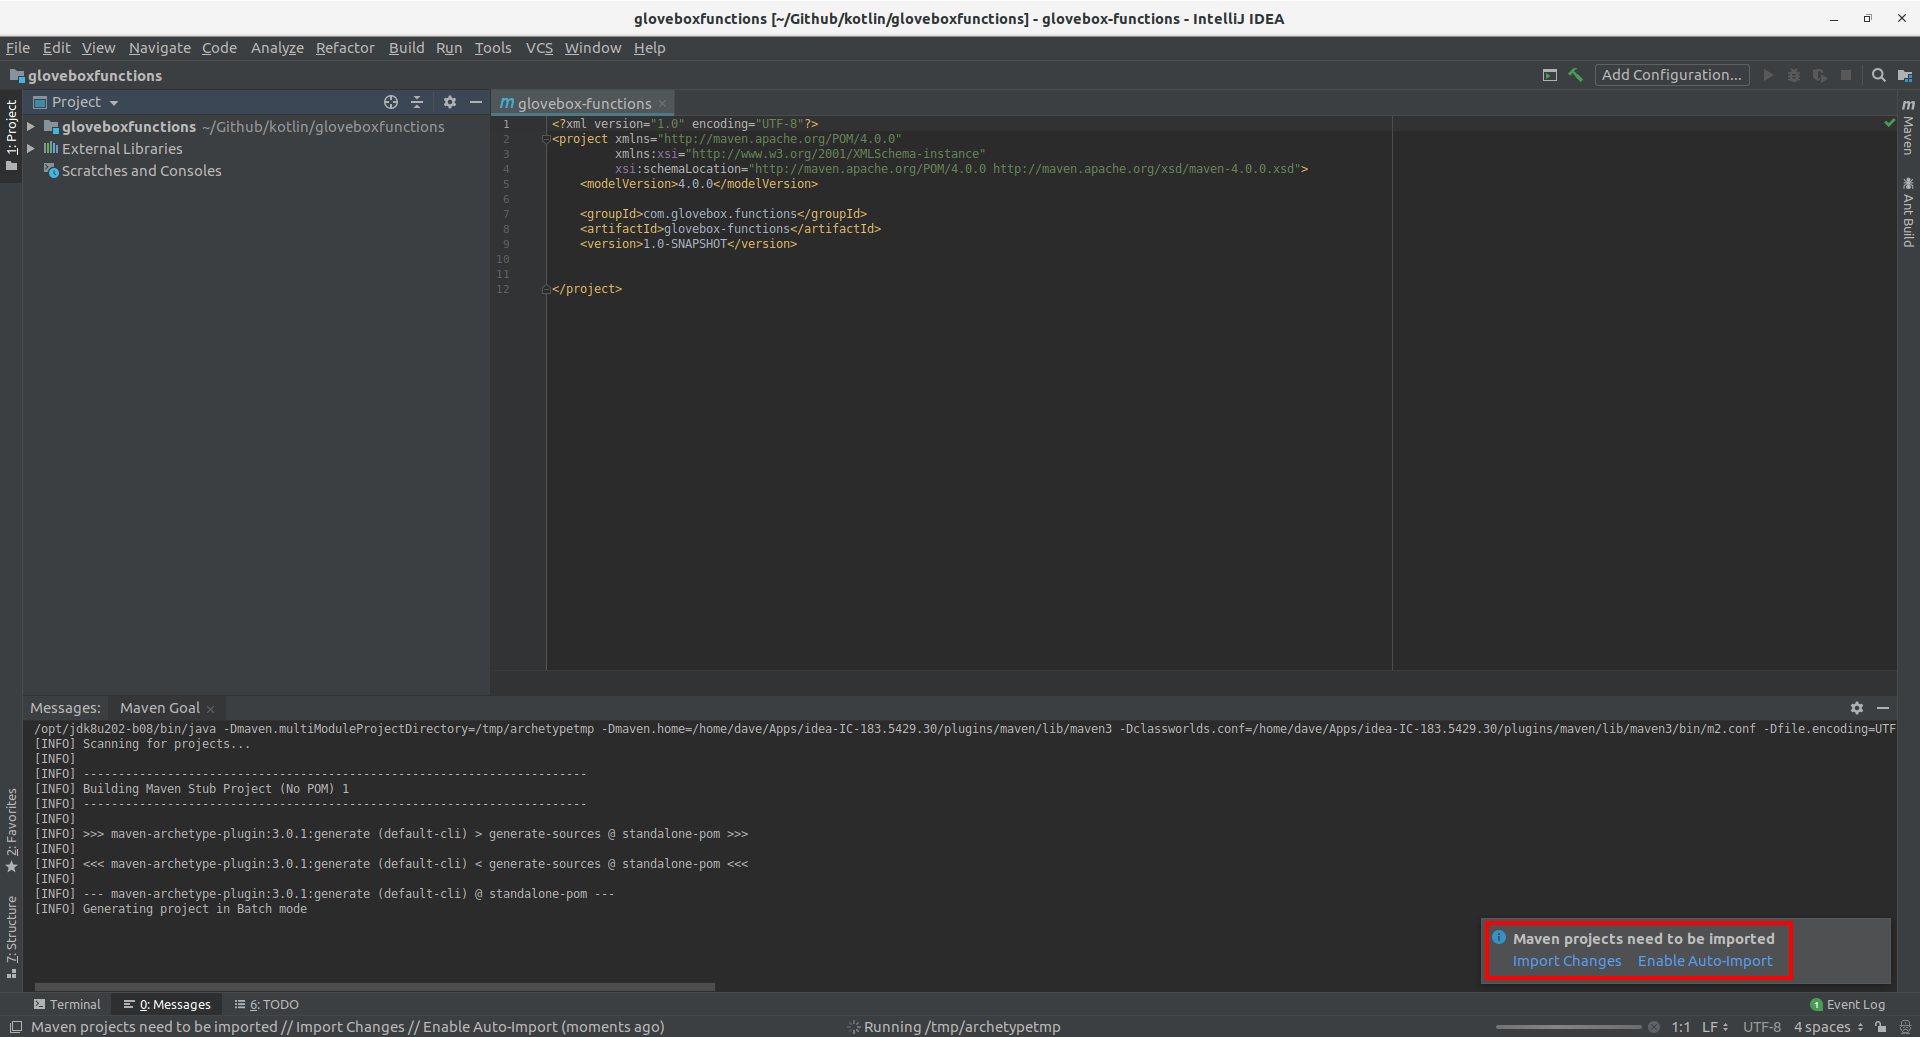 gloveboxfunctions [~/Github/kotlin/gloveboxfunctions] - glovebox-functions - IntelliJ IDEA
File Edit View Navigate Code Analyze Refactor Build Run Tools VCS Window Help
gloveboxfunctions
Add Configuration...
Project
glovebox-functions
1: Project
gloveboxfunctions ~/Github/kotlin/gloveboxfunctions
External Libraries
Scratches and Consoles
1 <?xml version="1.0" encoding="UTF-8"?>
2 <project xmlns="http://maven.apache.org/POM/4.0.0"
3 xmlns:xsi="http://www.w3.org/2001/XMLSchema-instance"
4 xsi:schemaLocation="http://maven.apache.org/POM/4.0.0 http://maven.apache.org/xsd/maven-4.0.0.xsd">
5 <modelVersion>4.0.0</modelVersion>
6
7 <groupId>com.glovebox.functions</groupId>
8 <artifactId>glovebox-functions</artifactId>
9 <version>1.0-SNAPSHOT</version>
10
11
12 </project>
m Maven
Ant Build
Messages: Maven Goal
/opt/jdk8u202-b08/bin/java -Dmaven.multiModuleProjectDirectory=/tmp/archetypetmp -Dmaven.home=/home/dave/Apps/idea-IC-183.5429.30/plugins/maven/lib/maven3 -Dclassworlds.conf=/home/dave/Apps/idea-IC-183.5429.30/plugins/maven/lib/maven3/bin/m2.conf -Dfile.encoding=UTF
[INFO] Scanning for projects...
[INFO]
[INFO] ------------------------------------------------------------------------
[INFO] Building Maven Stub Project (No POM) 1
[INFO] ------------------------------------------------------------------------
[INFO]
[INFO] >>> maven-archetype-plugin:3.0.1:generate (default-cli) > generate-sources @ standalone-pom >>>
[INFO]
[INFO] <<< maven-archetype-plugin:3.0.1:generate (default-cli) < generate-sources @ standalone-pom <<<
[INFO]
[INFO] --- maven-archetype-plugin:3.0.1:generate (default-cli) @ standalone-pom ---
[INFO] Generating project in Batch mode
2: Favorites
7: Structure
Maven projects need to be imported
Import Changes Enable Auto-Import
Terminal 0: Messages 6: TODO
1 Event Log
Maven projects need to be imported // Import Changes // Enable Auto-Import (moments ago)
Running /tmp/archetypetmp
1:1 LF UTF-8 4 spaces